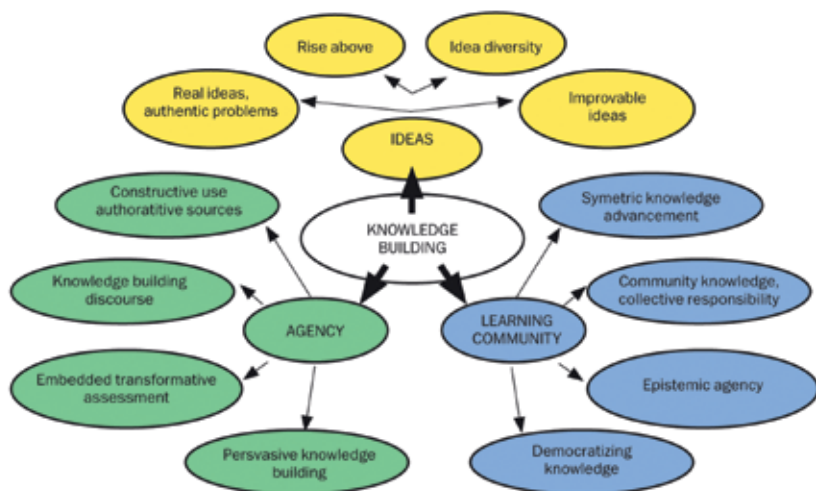 Rise above
Idea diversity
Real ideas,
authentic problems
Improvable
ideas
IDEAS
Constructive use
authoratitive sources
Symetric knowledge
advancement
KNOWLEDGE
BUILDING
Knowledge building
discourse
Community knowledge,
collective responsibility
AGENCY
LEARNING
COMMUNITY
Embedded transformative
assessment
Epistemic agency
Persvasive knowledge
building
Democratizing
knowledge